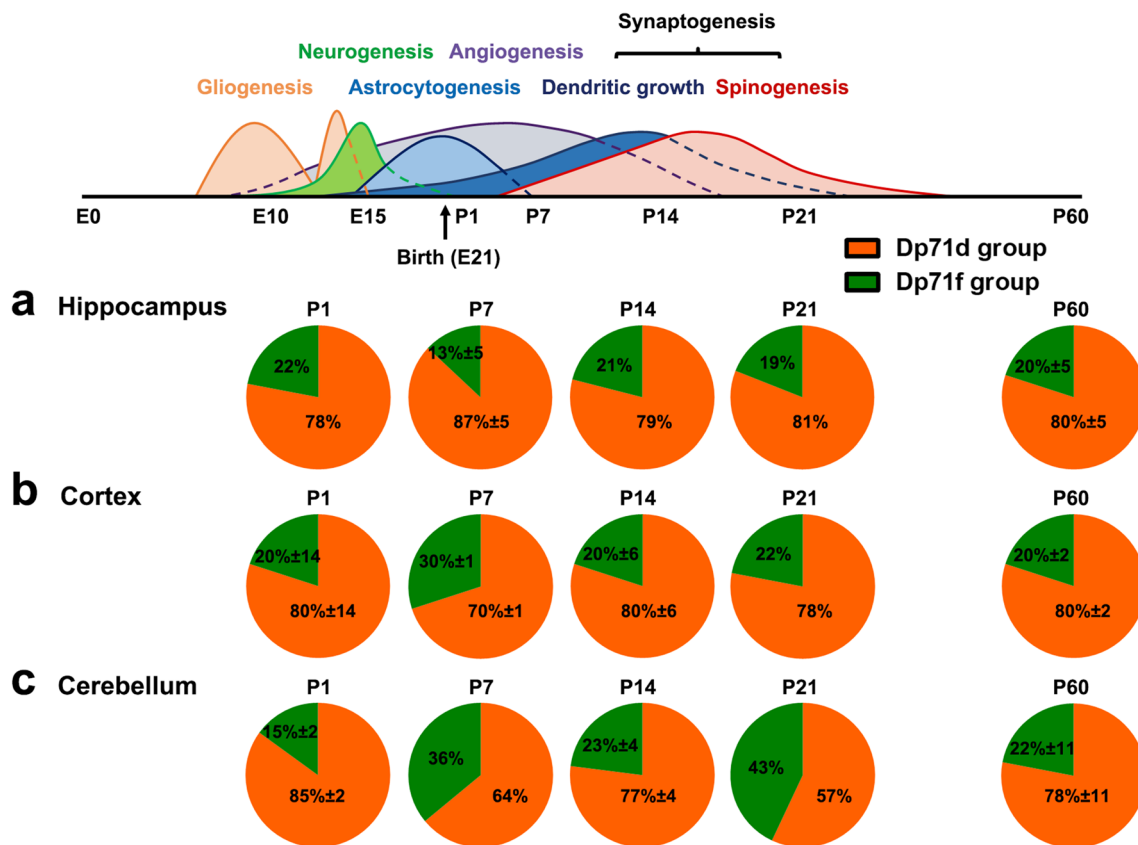 Synaptogenesis
Neurogenesis Angiogenesis
Gliogenesis Astrocytogenesis Dendritic growth Spinogenesis
E0 E10 E15 P1 P7 P14 P21 P60
Birth (E21)
Dp71d group
Dp71f group
a Hippocampus
P1 P7 P14 P21 P60
22% 13%±5 21% 19% 20%±5
78% 87%±5 79% 81% 80%±5
b Cortex
P1 P7 P14 P21 P60
20%±14 30%±1 20%±6 22% 20%±2
80%±14 70%±1 80%±6 78% 80%±2
c Cerebellum
P1 P7 P14 P21 P60
15%±2 36% 23%±4 43% 22%±11
85%±2 64% 77%±4 57% 78%±11